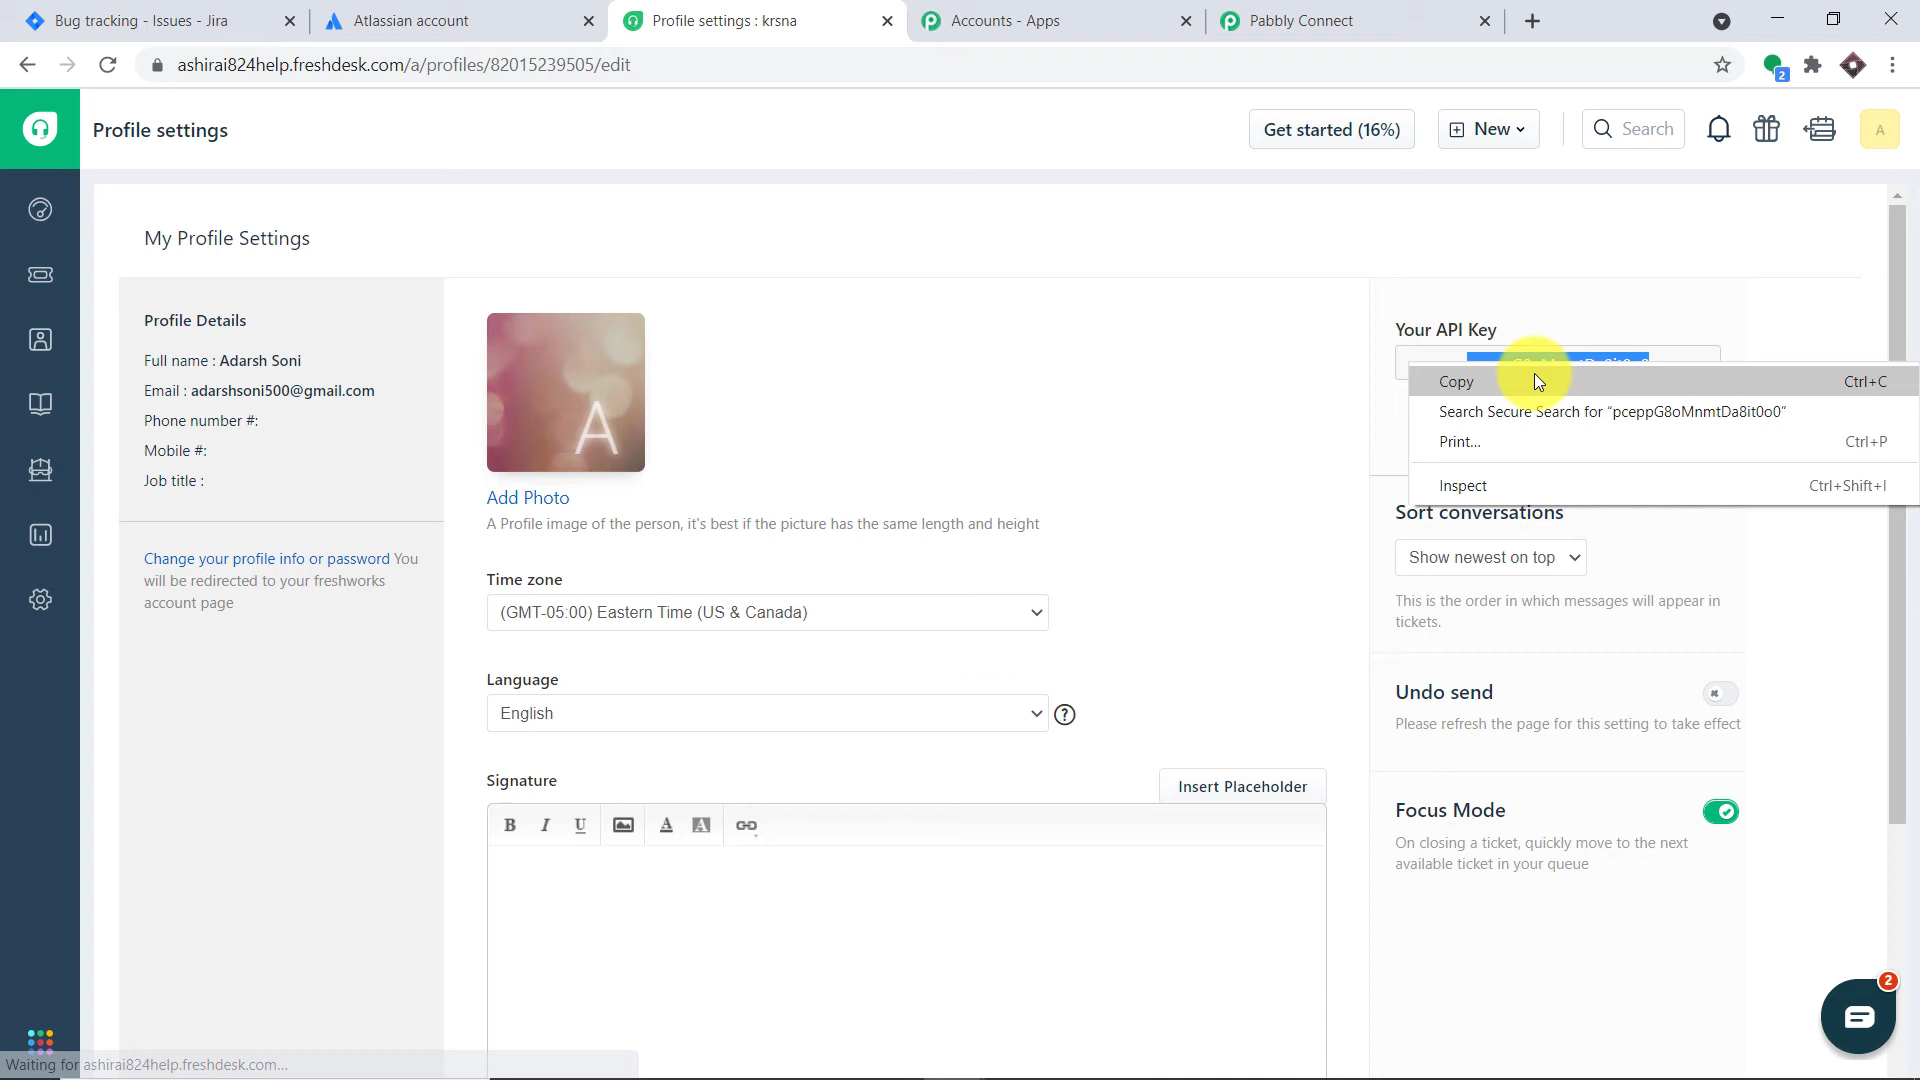 Bug tracking - Issues - Jira
Atlassian account
Profile settings : krsna
Accounts - Apps
Pabbly Connect
ashirai824help.freshdesk.com/a/profiles/82015239505/edit
2
Profile settings
Get started (16%)
New
Search
A
My Profile Settings
Profile Details
Full name : Adarsh Soni
Email : adarshsoni500@gmail.com
Phone number #:
Mobile #:
Job title :
Change your profile info or password You
will be redirected to your freshworks
account page
A
Add Photo
A Profile image of the person, it's best if the picture has the same length and height
Time zone
(GMT-05:00) Eastern Time (US & Canada)
Language
English
Signature
Insert Placeholder
B I U A A
Your API Key
Copy Ctrl+C
Search Secure Search for "pceppG8oMnmtDa8it0o0"
Print... Ctrl+P
Inspect Ctrl+Shift+I
Sort conversations
Show newest on top
This is the order in which messages will appear in
tickets.
Undo send
Please refresh the page for this setting to take effect
Focus Mode
On closing a ticket, quickly move to the next
available ticket in your queue
2
Waiting for ashirai824help.freshdesk.com...